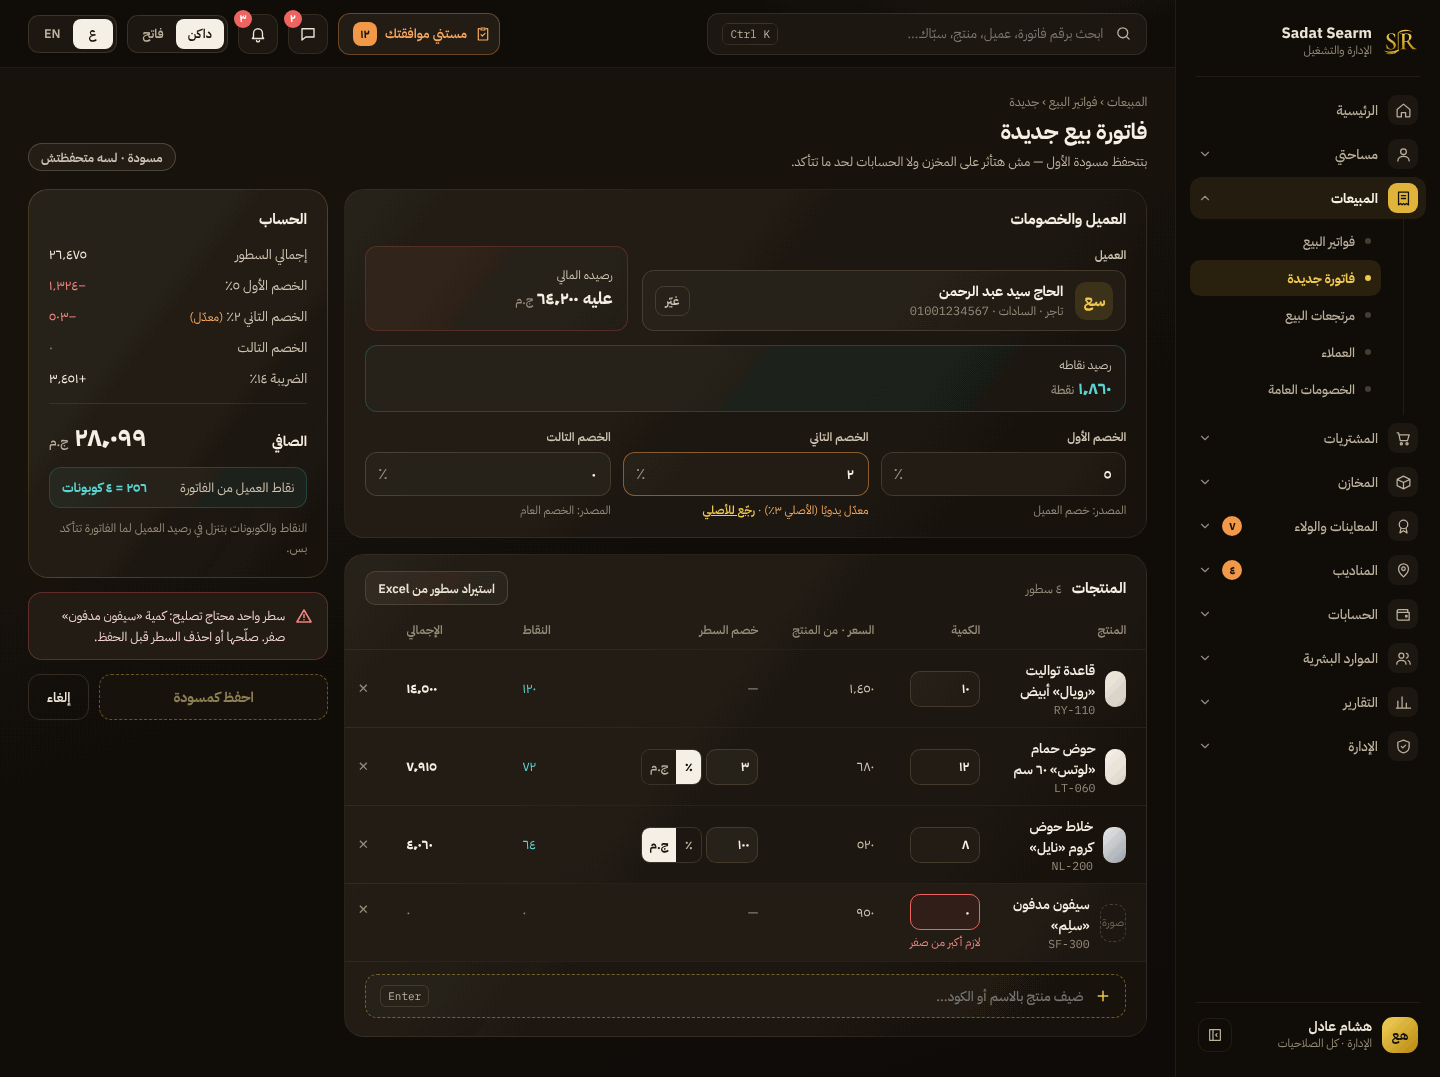 Sadat Searm
الإدارة والتشغيل
SR
الرئيسية
مساحتي
المبيعات
فواتير البيع
فاتورة جديدة
مرتجعات البيع
العملاء
الخصومات العامة
المشتريات
المخازن
المعاينات والولاء
٧
المناديب
٤
الحسابات
الموارد البشرية
التقارير
الإدارة
هع
هشام عادل
الإدارة · كل الصلاحيات
ابحث برقم فاتورة، عميل، منتج، سبّاك...
Ctrl K
مستني موافقتك
١٢
٢
٣
داكن
فاتح
ع
EN
المبيعات › فواتير البيع › جديدة
فاتورة بيع جديدة
بتتحفظ مسودة الأول — مش هتأثر على المخزن ولا الحسابات لحد ما تتأكد.
مسودة · لسه متحفظتش
العميل والخصومات
العميل
سع
الحاج سيد عبد الرحمن
تاجر · السادات · 01001234567
غيّر
رصيده المالي
عليه ٦٤,٢٠٠ ج.م
رصيد نقاطه
١,٨٦٠ نقطة
الخصم الأول
٥
٪
المصدر: خصم العميل
الخصم التاني
٢
٪
معدّل يدويًا (الأصلي ٣٪) · رجّع للأصلي
الخصم التالت
٠
٪
المصدر: الخصم العام
المنتجات
٤ سطور
استيراد سطور من Excel
المنتج
الكمية
السعر · من المنتج
خصم السطر
النقاط
الإجمالي
قاعدة تواليت
«رويال» أبيض
RY-110
١٠
١,٤٥٠
—
١٢٠
١٤,٥٠٠
×
حوض حمام
«لوتس» ٦٠ سم
LT-060
١٢
٦٨٠
٣
٪
ج.م
٧٢
٧,٩١٥
×
خلاط حوض
كروم «نايل»
NL-200
٨
٥٢٠
١٠٠
٪
ج.م
٦٤
٤,٠٦٠
×
صورة
سيفون مدفون
«سلِم»
SF-300
٠
لازم أكبر من صفر
٩٥٠
—
٠
٠
×
+
ضيف منتج بالاسم أو الكود...
Enter
الحساب
إجمالي السطور
٢٦,٤٧٥
الخصم الأول ٥٪
−١,٣٢٤
الخصم التاني ٢٪ (معدّل)
−٥٠٣
الخصم التالت
٠
الضريبة ١٤٪
+٣,٤٥١
الصافي
٢٨,٠٩٩ ج.م
نقاط العميل من الفاتورة
٢٥٦ = ٤ كوبونات
النقاط والكوبونات بتنزل في رصيد العميل لما الفاتورة تتأكد
بس.
سطر واحد محتاج تصليح: كمية «سيفون مدفون»
صفر. صلّحها أو احذف السطر قبل الحفظ.
احفظ كمسودة
إلغاء